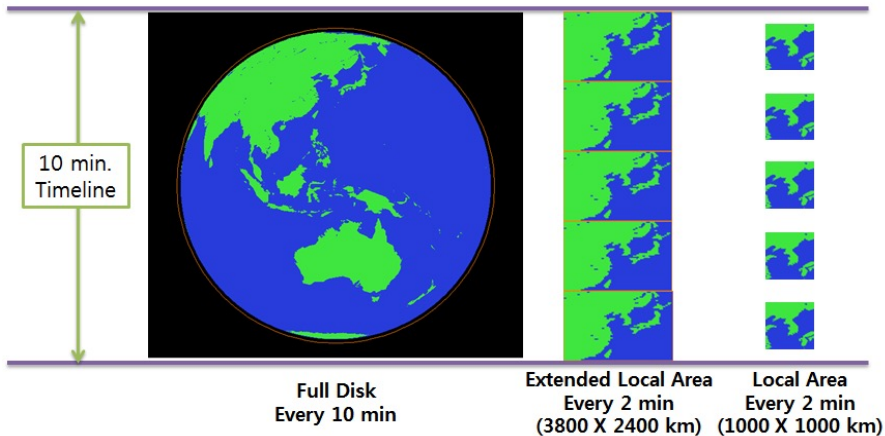 10 min.
Timeline
Full Disk
Every 10 min
Extended Local Area
Every 2 min
(3800 X 2400 km)
Local Area
Every 2 min
(1000 X 1000 km)